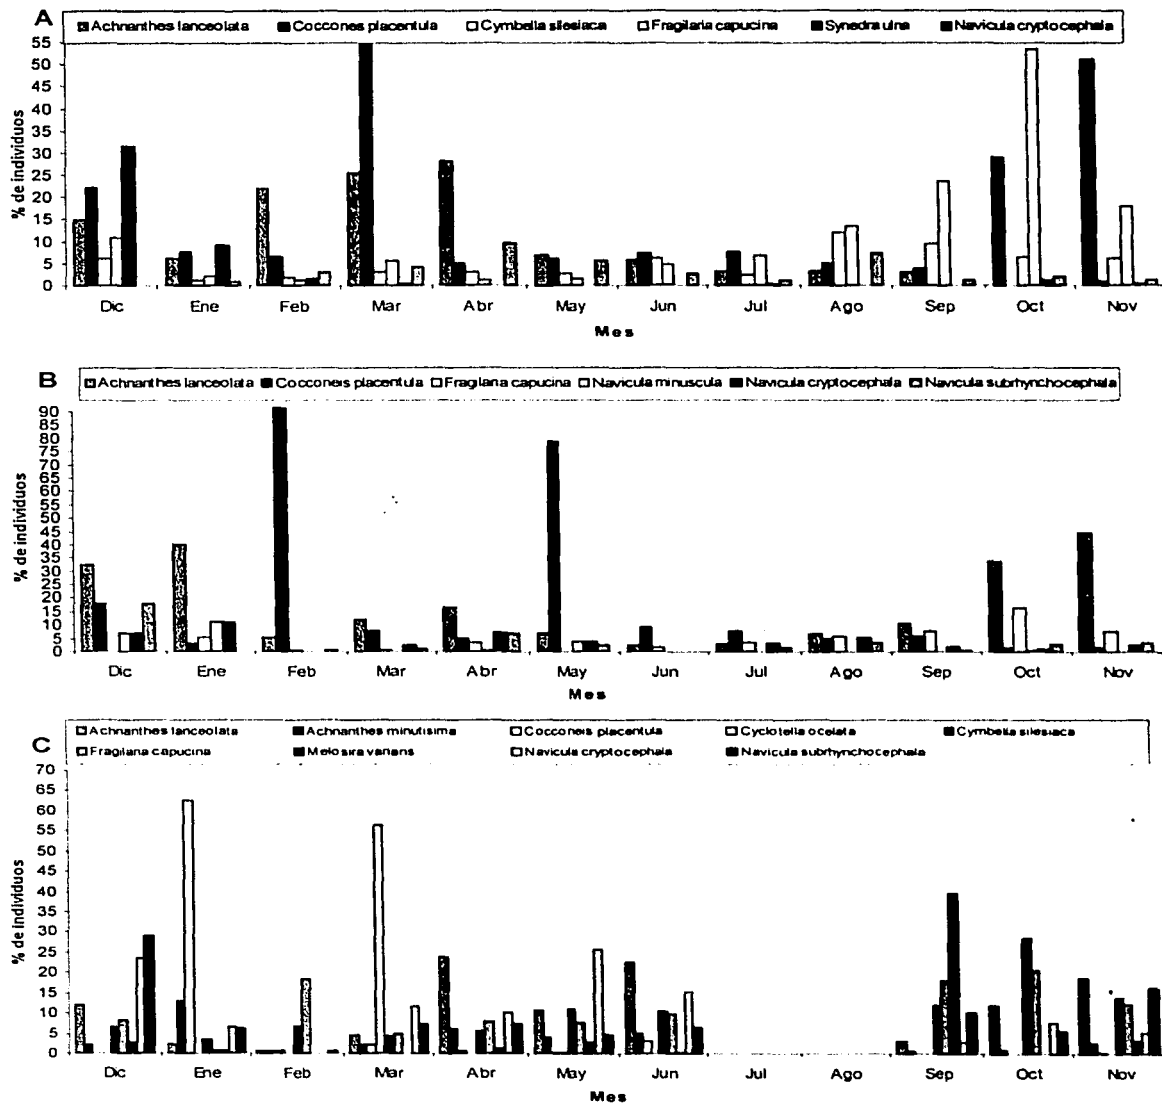 A
Achnanthes lanceolata Coccones placentula Cymbella silesiaca Fragilaria capucina Synedra ulna Navicula cryptocephala
% de individuos
55
50
45
40
35
30
25
20
15
10
5
0
Dic Ene Feb Mar Abr May Jun Jul Ago Sep Oct Nov
Mes
B
Achnanthes lanceolata Cocconeis placentula Fragilaria capucina Navicula minuscula Navicula cryptocephala Navicula subrhynchocephala
% de individuos
90
85
80
75
70
65
60
55
50
45
40
35
30
25
20
15
10
5
0
Dic Ene Feb Mar Abr May Jun Jul Ago Sep Oct Nov
Mes
C
Achnanthes lanceolata Achnanthes minutisima Cocconeis placentula Cyclotella ocelata Cymbella silesiaca
Fragilaria capucina Melosira varians Navicula cryptocephala Navicula subrhynchocephala
% de individuos
70
65
60
55
50
45
40
35
30
25
20
15
10
5
0
Dic Ene Feb Mar Abr May Jun Jul Ago Sep Oct Nov
Mes